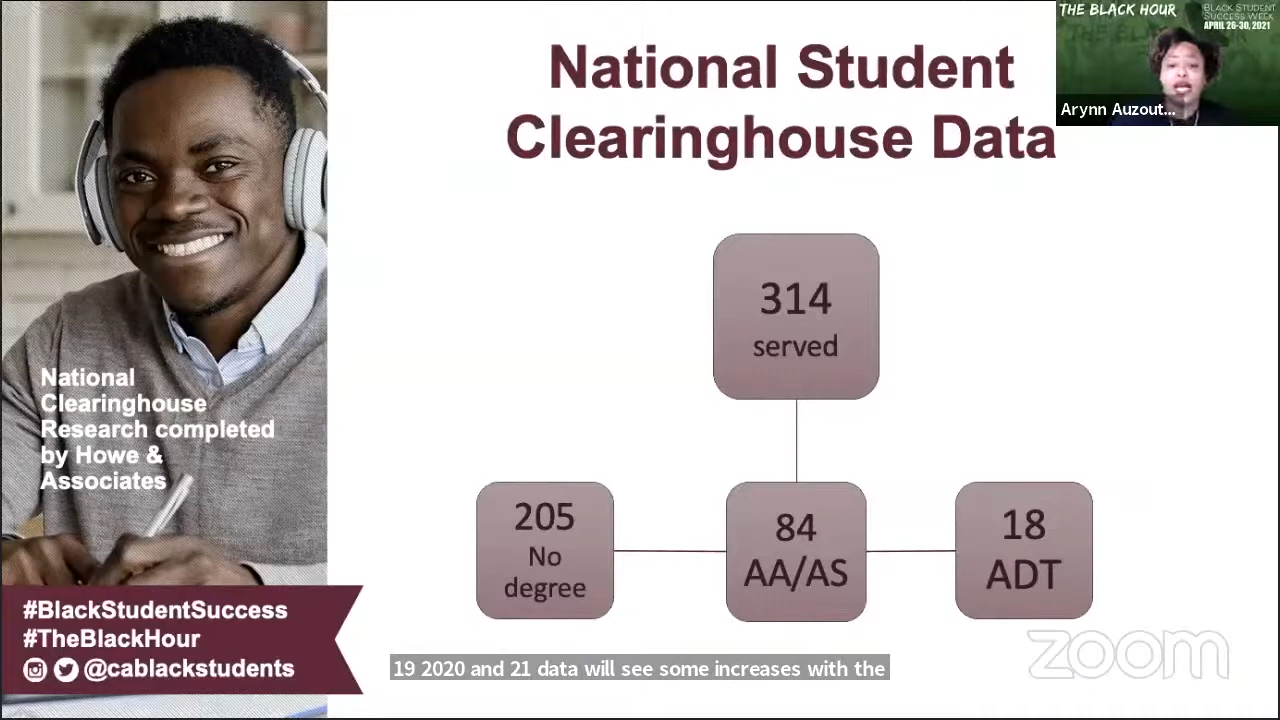 National Student
Clearinghouse Data
THE BLACK HOUR
BLACK STUDENT
SUCCESS WEEK
APRIL 26-30, 2021
Arynn Auzout...
314
served
National
Clearinghouse
Research completed
by Howe &
Associates
205
No
degree
84
AA/AS
18
ADT
#BlackStudentSuccess
#TheBlackHour
@cablackstudents
19 2020 and 21 data will see some increases with the
zoom